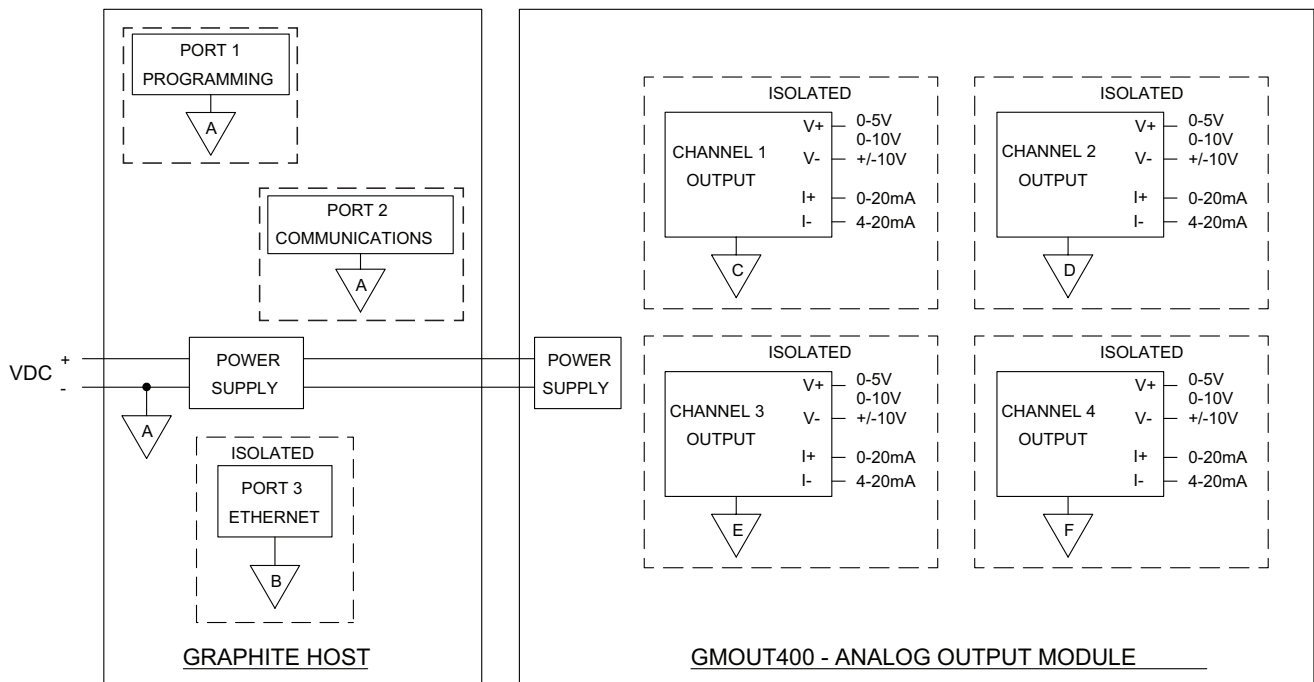 PORT 1
PROGRAMMING
A
PORT 2
COMMUNICATIONS
A
VDC
+
-
POWER
SUPPLY
A
ISOLATED
PORT 3
ETHERNET
B
GRAPHITE HOST
POWER
SUPPLY
ISOLATED
CHANNEL 1
OUTPUT
V+
V-
I+
I-
0-5V
0-10V
+/-10V
0-20mA
4-20mA
C
ISOLATED
CHANNEL 2
OUTPUT
V+
V-
I+
I-
0-5V
0-10V
+/-10V
0-20mA
4-20mA
D
ISOLATED
CHANNEL 3
OUTPUT
V+
V-
I+
I-
0-5V
0-10V
+/-10V
0-20mA
4-20mA
E
ISOLATED
CHANNEL 4
OUTPUT
V+
V-
I+
I-
0-5V
0-10V
+/-10V
0-20mA
4-20mA
F
GMOUT400 - ANALOG OUTPUT MODULE